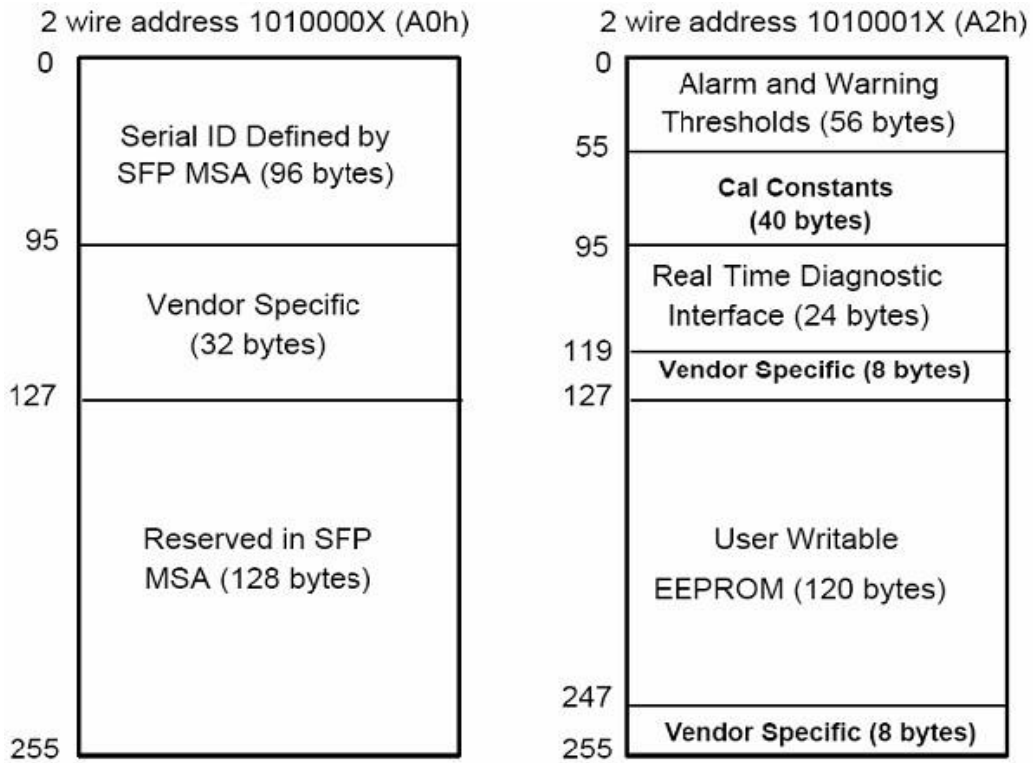 2 wire address 1010000X (A0h)
0
Serial ID Defined by
SFP MSA (96 bytes)
95
Vendor Specific
(32 bytes)
127
Reserved in SFP
MSA (128 bytes)
255
2 wire address 1010001X (A2h)
0
Alarm and Warning
Thresholds (56 bytes)
55
Cal Constants
(40 bytes)
95
Real Time Diagnostic
Interface (24 bytes)
119
Vendor Specific (8 bytes)
127
User Writable
EEPROM (120 bytes)
247
Vendor Specific (8 bytes)
255